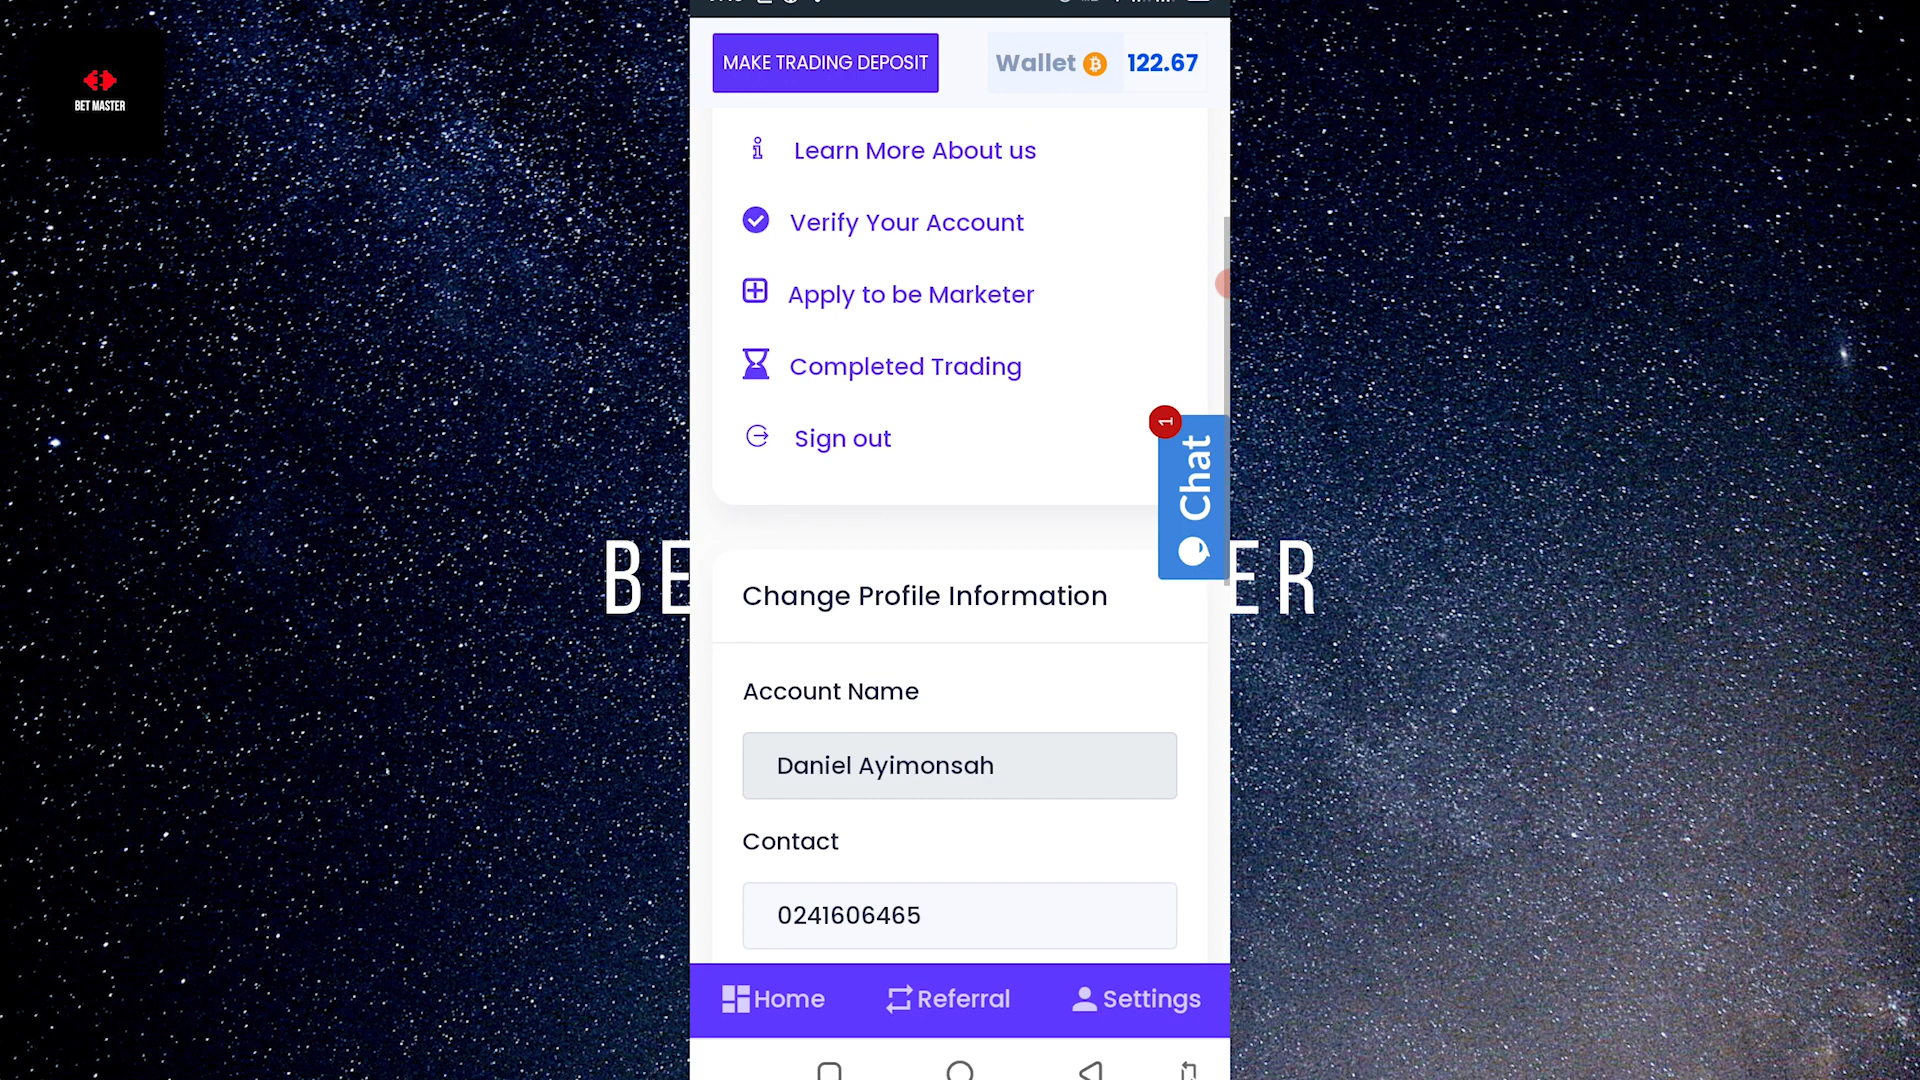 MAKE TRADING DEPOSIT
Wallet 122.67
BET MASTER
Learn More About us
Verify Your Account
Apply to be Marketer
Completed Trading
Sign out
1
Chat
BE
ER
Change Profile Information
Account Name
Daniel Ayimonsah
Contact
0241606465
Home
Referral
Settings